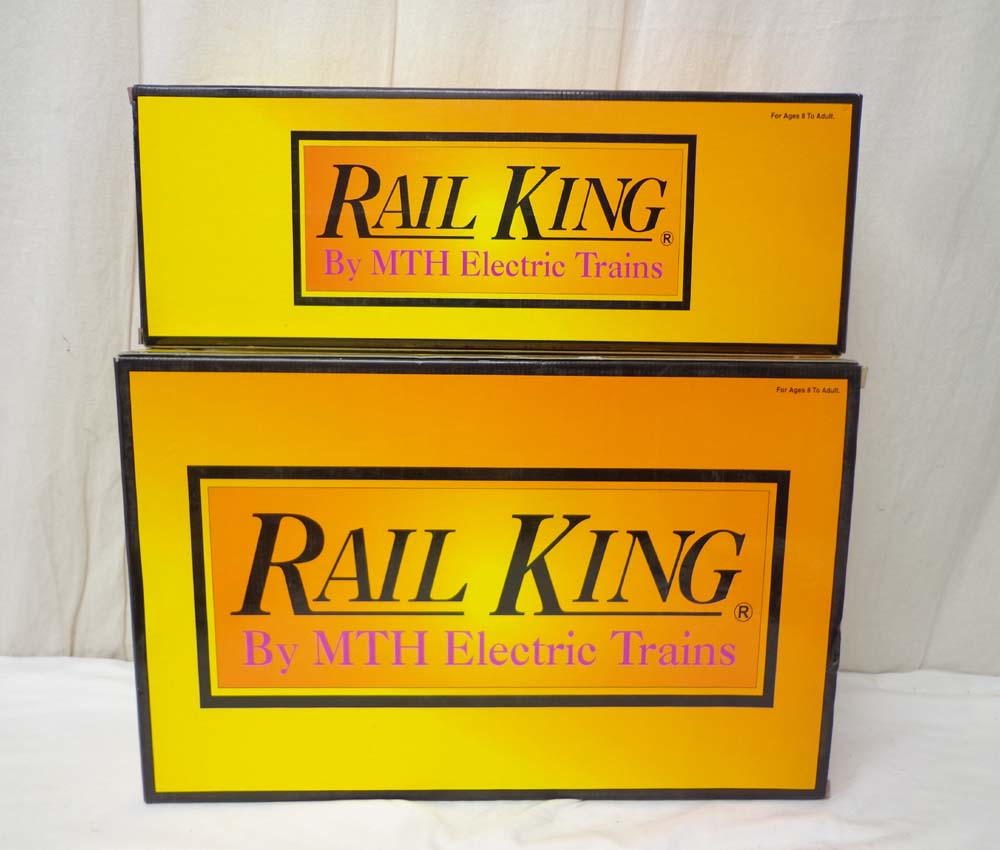 For Ages 8 To Adult.
RAIL KING®
By MTH Electric Trains
For Ages 8 To Adult.
RAIL KING®
By MTH Electric Trains